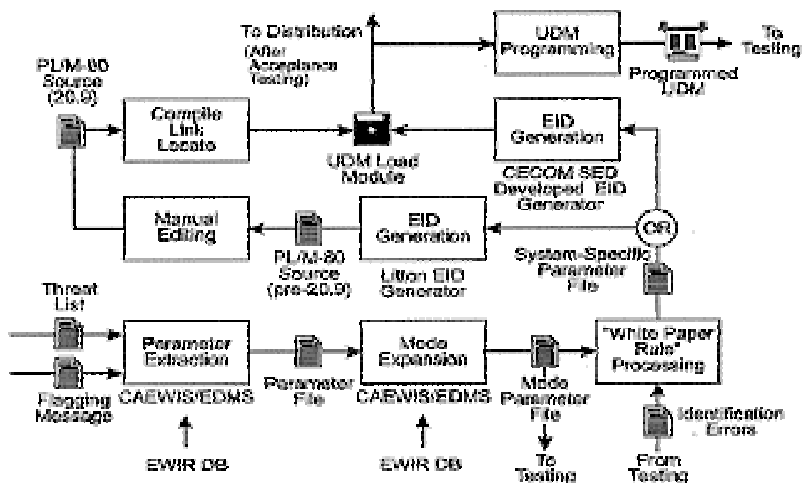 To Distribution
(After
Acceptance
Testing)
UDM
Programming
To
Testing
Programmed
UDM
PL/M-80
Source
(20.9)
Compile
Link
Locate
UDM Load
Module
EID
Generation
CECOM SED
Developed EID
Generator
OR
Manual
Editing
PL/M-80
Source
(pre-20.9)
EID
Generation
Litton EID
Generator
System-Specific
Parameter
File
Threat
List
Flagging
Message
Parameter
Extraction
CAEWIS/EDMS
Parameter
File
Mode
Expansion
CAEWIS/EDMS
Mode
Parameter
File
"White Paper
Rule"
Processing
Identification
Errors
EWIR DB
EWIR DB
To
Testing
From
Testing